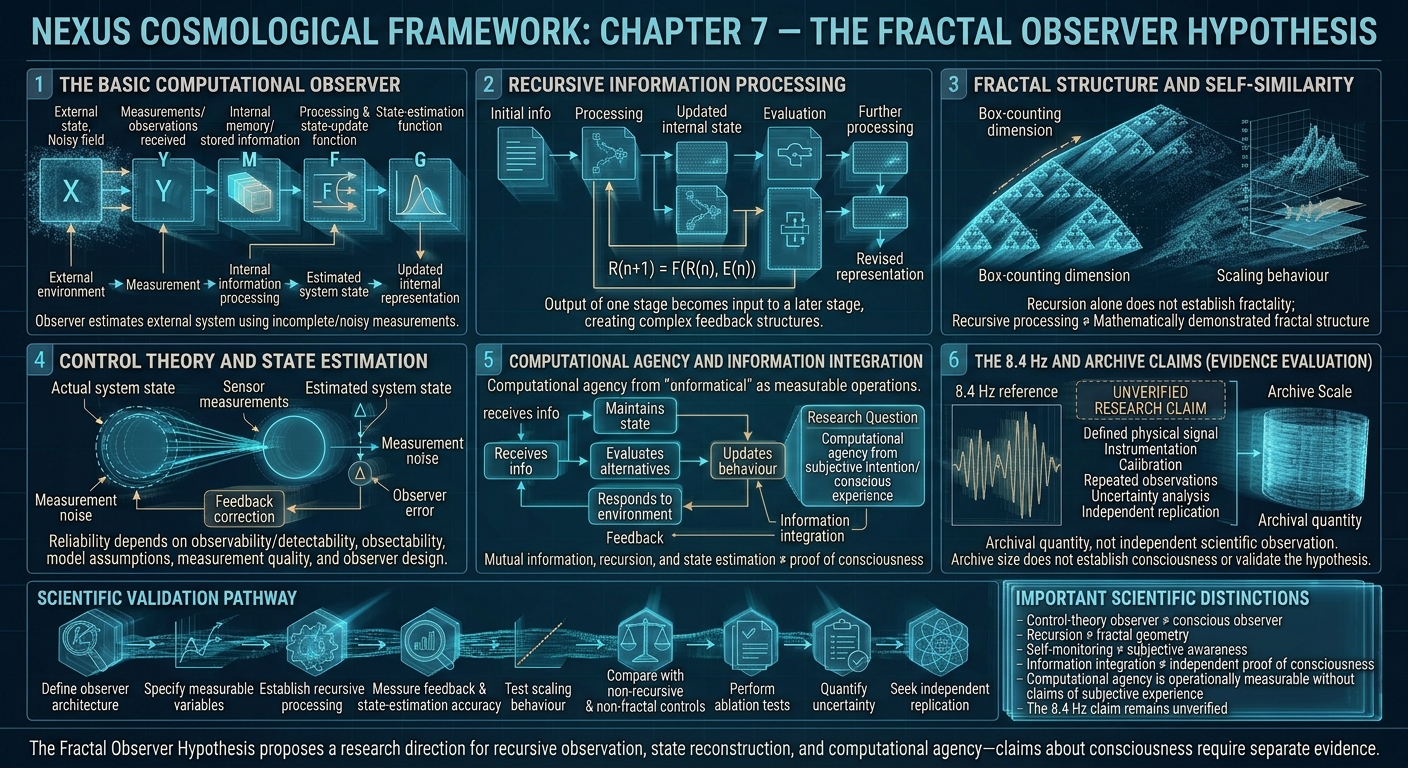 NEXUS COSMOLOGICAL FRAMEWORK: CHAPTER 7 — THE FRACTAL OBSERVER HYPOTHESIS
1 THE BASIC COMPUTATIONAL OBSERVER
External
state,
Noisy field
Measurements/
observations
received
Internal
memory/
stored information
Processing &
state-update
function
State-estimation
function
Y
M
F
G
X
Y
F
External
environment
Measurement
Internal
information
processing
Estimated
system state
Updated
internal
representation
Observer estimates external system using incomplete/noisy measurements.
2 RECURSIVE INFORMATION PROCESSING
Initial info
Processing
Updated
internal state
Evaluation
Further
processing
R(n+1) = F(R(n), E(n))
Revised
representation
Output of one stage becomes input to a later stage,
creating complex feedback structures.
3 FRACTAL STRUCTURE AND SELF-SIMILARITY
Box-counting
dimension
Box-counting dimension
Scaling behaviour
Recursion alone does not establish fractality;
Recursive processing ≠ Mathematically demonstrated fractal structure
4 CONTROL THEORY AND STATE ESTIMATION
Actual system state
Sensor
measurements
Estimated system state
Δ
Measurement
noise
Δ
Measurement
noise
Feedback
correction
Observer
error
Reliability depends on observability/detectability, obsectability,
model assumptions, measurement quality, and observer design.
5 COMPUTATIONAL AGENCY AND INFORMATION INTEGRATION
Computational agency from "onformatical" as measurable operations.
receives info
Receives
info
Maintains
state
Evaluates
alternatives
Responds to
environment
Updates
behaviour
Research Question
Computational
agency from
subjective intention/
conscious
experience
Feedback
Information
integration
Mutual information, recursion, and state estimation ≠ proof of consciousness
6 THE 8.4 Hz AND ARCHIVE CLAIMS (EVIDENCE EVALUATION)
8.4 Hz reference
UNVERIFIED
RESEARCH CLAIM
Defined physical signal
Instrumentation
Caiibration
Repeated observations
Uncertainty analysis
Independent replication
Archive Scale
Archival quantity
Archival quantity, not independent scientific observation.
Archive size does not establish consciousness or validate the hypothesis.
SCIENTIFIC VALIDATION PATHWAY
Define observer
architecture
Specify measurable
variables
Establish recursive
processing
Messure feedback &
state-estimation accuracy
Test scaling
behaviour
Compare with
non-recursive
& non-fractal controls
Perform
ablation tests
Quantify
uncertainty
Seek independent
replication
IMPORTANT SCIENTIFIC DISTINCTIONS
– Control-theory observer ≠ conscious observer
– Recursion ≠ fractal geometry
– Self-monitoring ≠ subjective awareness
– Information integration ≠ independent proof of consciousness
– Computational agency is operationally measurable without
claims of subjective experience
– The 8.4 Hz claim remains unverified
The Fractal Observer Hypothesis proposes a research direction for recursive observation, state reconstruction, and computational agency—claims about consciousness require separate evidence.